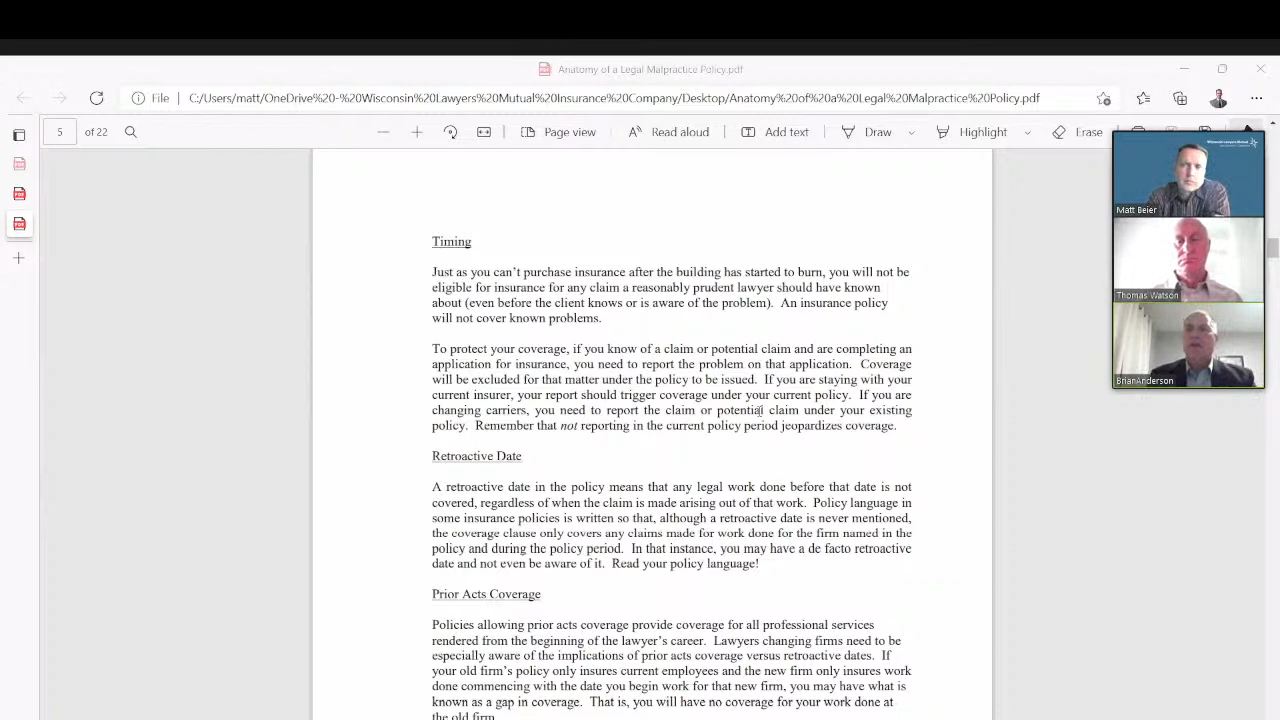 Anatomy of a Legal Malpractice Policy.pdf
File C:/Users/matt/OneDrive%20-%20Wisconsin%20Lawyers%20Mutual%20Insurance%20Company/Desktop/Anatomy%20of%20a%20Legal%20Malpractice%20Policy.pdf
5 of 22 Page view Read aloud Add text Draw Highlight Erase
Matt Beier
Thomas Watson
BrianAnderson
Timing
Just as you can't purchase insurance after the building has started to burn, you will not be
eligible for insurance for any claim a reasonably prudent lawyer should have known
about (even before the client knows or is aware of the problem). An insurance policy
will not cover known problems.
To protect your coverage, if you know of a claim or potential claim and are completing an
application for insurance, you need to report the problem on that application. Coverage
will be excluded for that matter under the policy to be issued. If you are staying with your
current insurer, your report should trigger coverage under your current policy. If you are
changing carriers, you need to report the claim or potential claim under your existing
policy. Remember that not reporting in the current policy period jeopardizes coverage.
Retroactive Date
A retroactive date in the policy means that any legal work done before that date is not
covered, regardless of when the claim is made arising out of that work. Policy language in
some insurance policies is written so that, although a retroactive date is never mentioned,
the coverage clause only covers any claims made for work done for the firm named in the
policy and during the policy period. In that instance, you may have a de facto retroactive
date and not even be aware of it. Read your policy language!
Prior Acts Coverage
Policies allowing prior acts coverage provide coverage for all professional services
rendered from the beginning of the lawyer's career. Lawyers changing firms need to be
especially aware of the implications of prior acts coverage versus retroactive dates. If
your old firm's policy only insures current employees and the new firm only insures work
done commencing with the date you begin work for that new firm, you may have what is
known as a gap in coverage. That is, you will have no coverage for your work done at
the old firm.